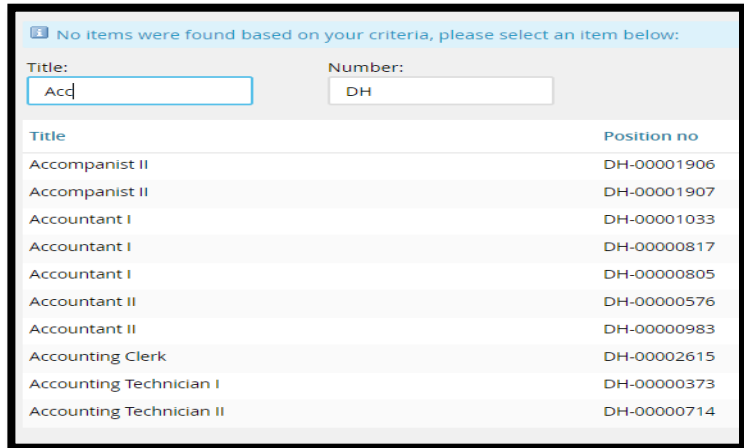 No items were found based on your criteria, please select an item below:
Title: Number:
Acc DH
Title Position no
Accompanist II DH-00001906
Accompanist II DH-00001907
Accountant I DH-00001033
Accountant I DH-00000817
Accountant I DH-00000805
Accountant II DH-00000576
Accountant II DH-00000983
Accounting Clerk DH-00002615
Accounting Technician I DH-00000373
Accounting Technician II DH-00000714